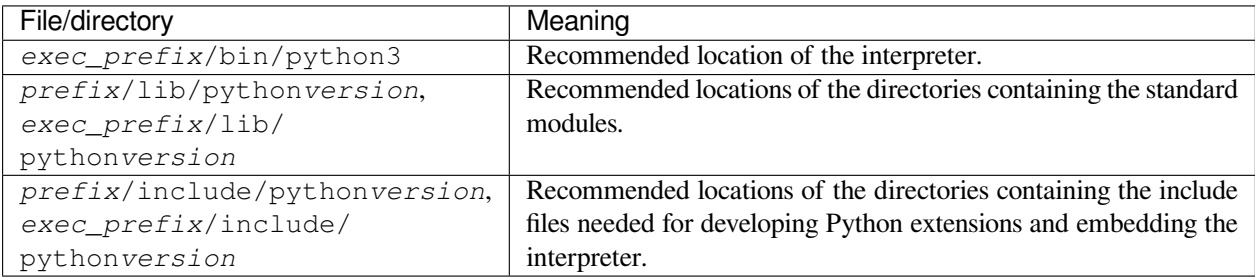 File/directory Meaning
exec_prefix/bin/python3 Recommended location of the interpreter.
prefix/lib/pythonversion, Recommended locations of the directories containing the standard
exec_prefix/lib/ modules.
pythonversion
prefix/include/pythonversion, Recommended locations of the directories containing the include
exec_prefix/include/ files needed for developing Python extensions and embedding the
pythonversion interpreter.